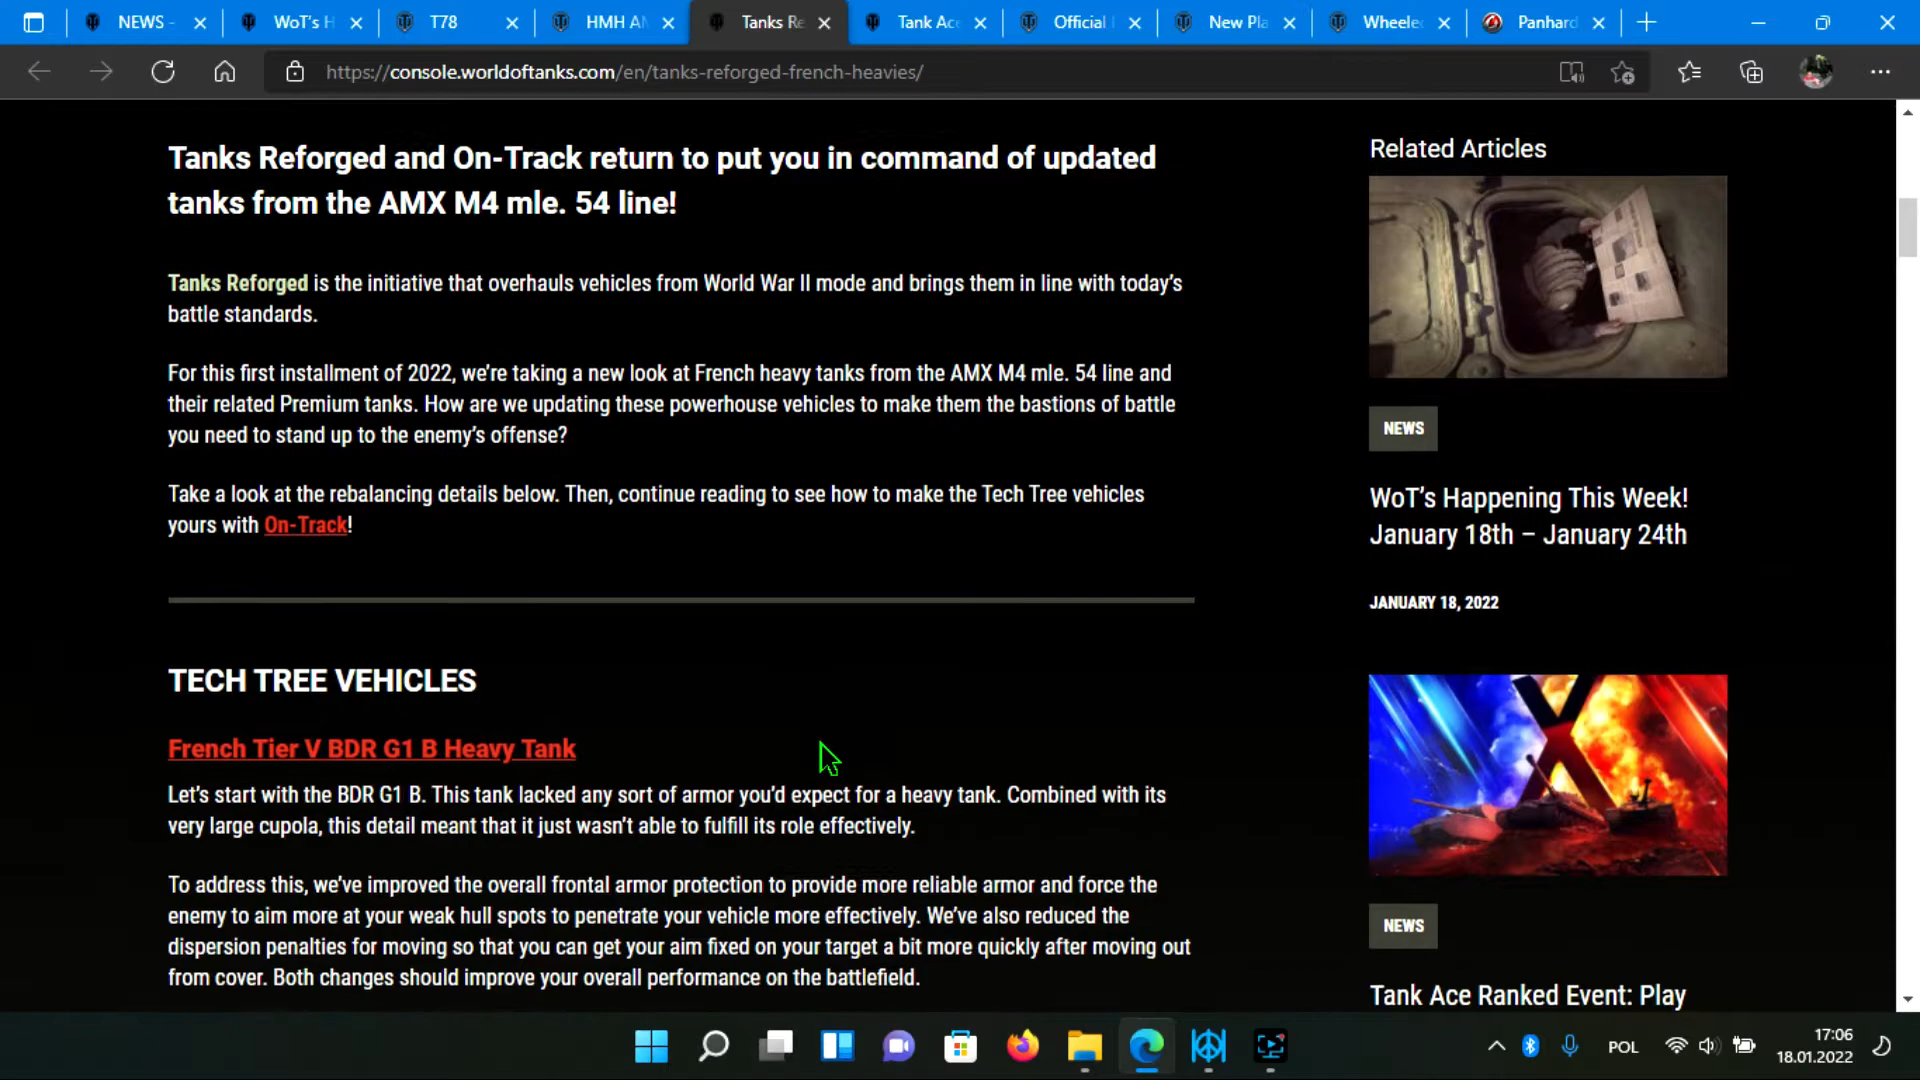 NEWS -
WoT's H
T78
HMH A
Tanks Re
Tank Ac
Official
New Pla
Wheele
Panhard
https://console.worldoftanks.com/en/tanks-reforged-french-heavies/
Tanks Reforged and On-Track return to put you in command of updated
tanks from the AMX M4 mle. 54 line!
Tanks Reforged is the initiative that overhauls vehicles from World War II mode and brings them in line with today's
battle standards.
For this first installment of 2022, we're taking a new look at French heavy tanks from the AMX M4 mle. 54 line and
their related Premium tanks. How are we updating these powerhouse vehicles to make them the bastions of battle
you need to stand up to the enemy's offense?
Take a look at the rebalancing details below. Then, continue reading to see how to make the Tech Tree vehicles
yours with On-Track!
TECH TREE VEHICLES
French Tier V BDR G1 B Heavy Tank
Let's start with the BDR G1 B. This tank lacked any sort of armor you'd expect for a heavy tank. Combined with its
very large cupola, this detail meant that it just wasn't able to fulfill its role effectively.
To address this, we've improved the overall frontal armor protection to provide more reliable armor and force the
enemy to aim more at your weak hull spots to penetrate your vehicle more effectively. We've also reduced the
dispersion penalties for moving so that you can get your aim fixed on your target a bit more quickly after moving out
from cover. Both changes should improve your overall performance on the battlefield.
Related Articles
NEWS
WoT's Happening This Week!
January 18th – January 24th
JANUARY 18, 2022
NEWS
Tank Ace Ranked Event: Play
POL
17:06
18.01.2022